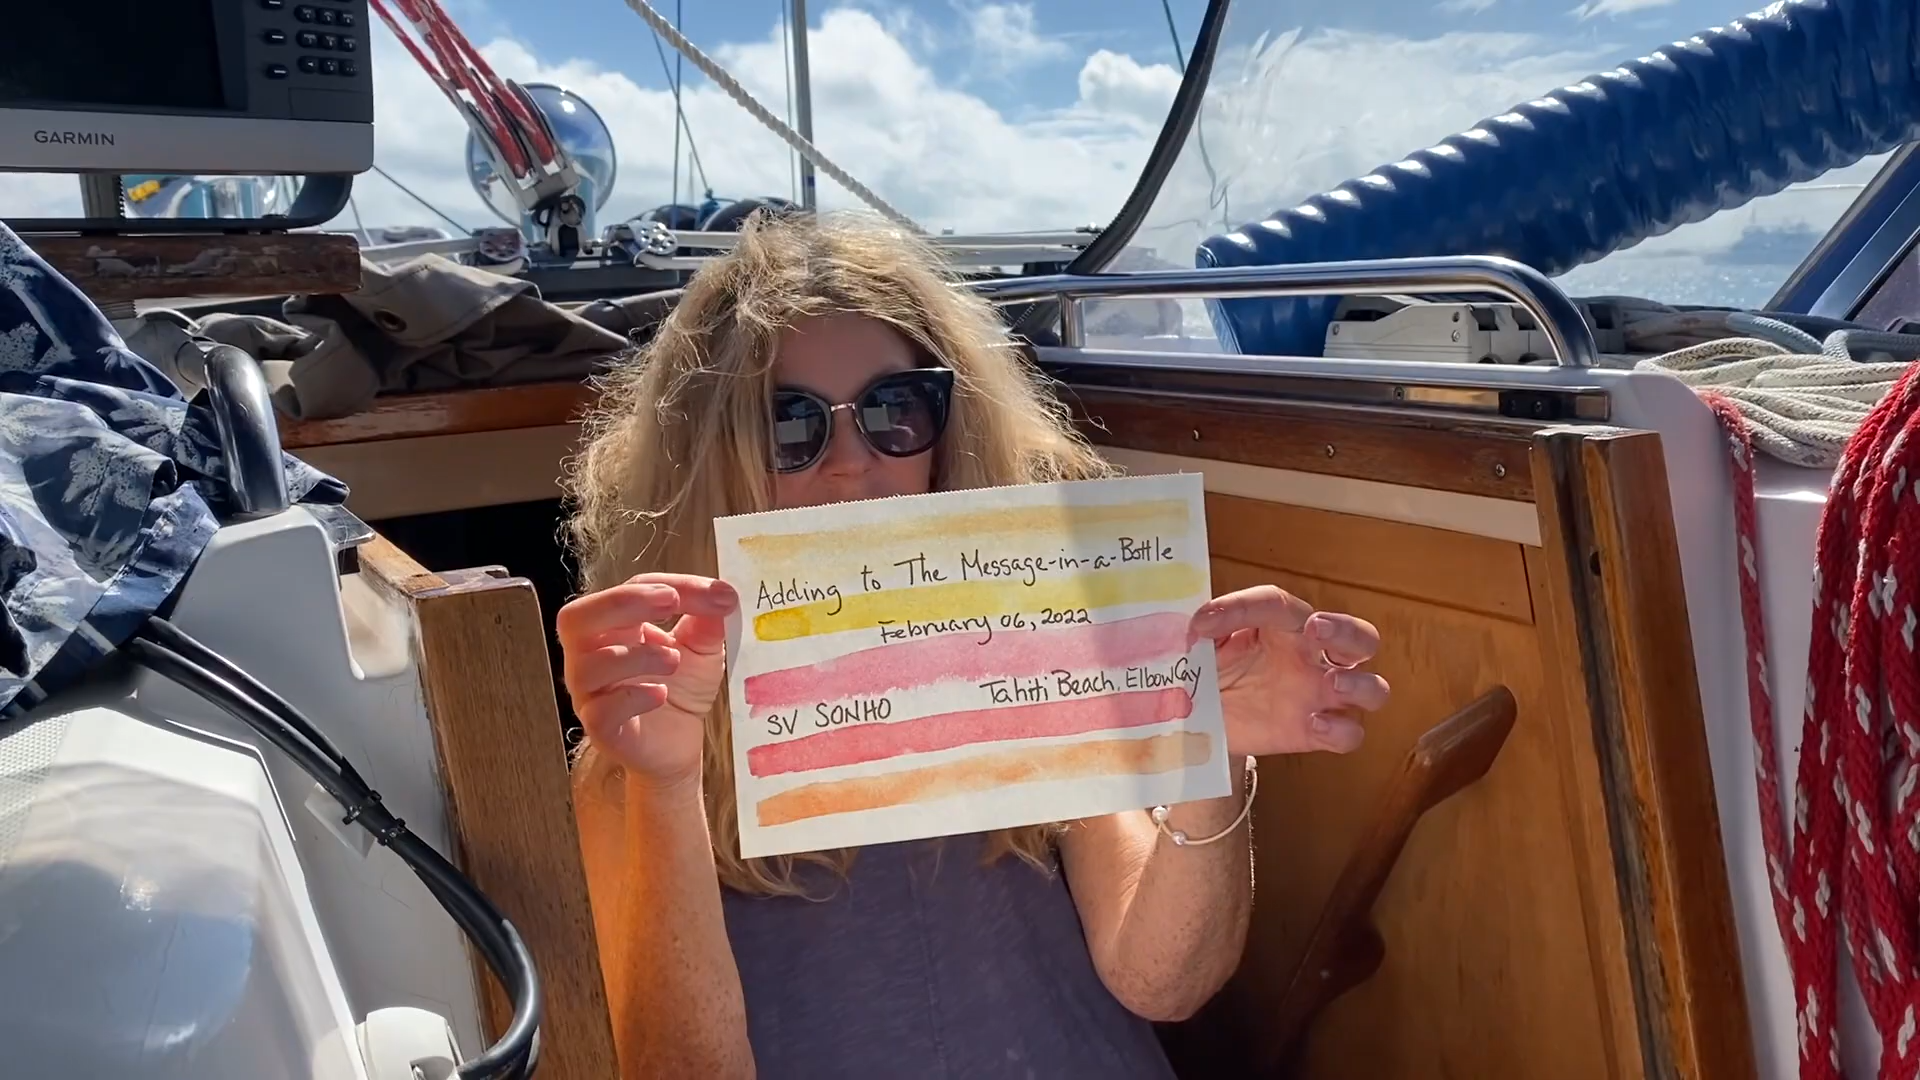 GARMIN
Adding to The Message-in-a-Bottle
February 06, 2022
SV SONHO Tahiti Beach, Elbow Cay